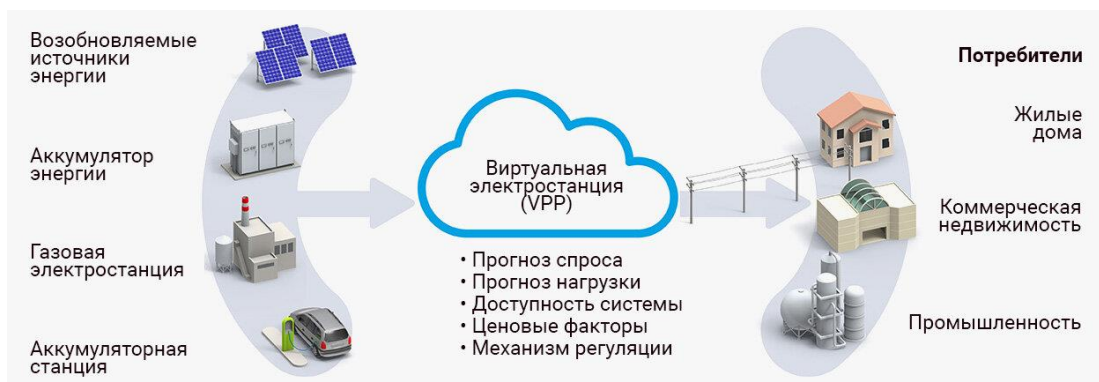 Возобновляемые
источники
энергии
Аккумулятор
энергии
Газовая
электростанция
Аккумуляторная
станция
Виртуальная
электростанция
(VPP)
• Прогноз спроса
• Прогноз нагрузки
• Доступность системы
• Ценовые факторы
• Механизм регуляции
Потребители
Жилые
дома
Коммерческая
недвижимость
Промышленность